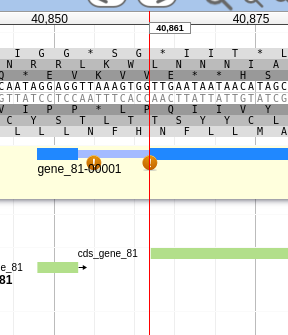 40,850 40,875
40,861
I G G * S G * I I T * L
N R R L K W L N N N I A
Q * E V K V V E * * H S
CAATAGGAGGTTAAAGTGGTTGAATAATAACATAGC
GTTATCCTCCAATTTCACCAACTTATTATTGTATCG
V I P P * L P Q I I V Y
C Y S T L T T S Y Y C L
L L L N F H N F L L M A
gene_81-00001
cds_gene_81
e_81
81